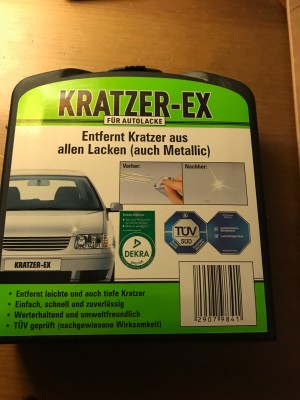 KRATZER-EX
FÜR AUTOLACKE
Entfernt Kratzer aus
allen Lacken (auch Metallic)
Vorher:
Nachher:
DEKRA
TÜV
SÜD
KRATZER-EX
• Entfernt leichte und auch tiefe Kratzer
• Einfach, schnell und zuverlässig
• Werterhaltend und umweltfreundlich
• TÜV geprüft (nachgewiesene Wirksamkeit)
29079841